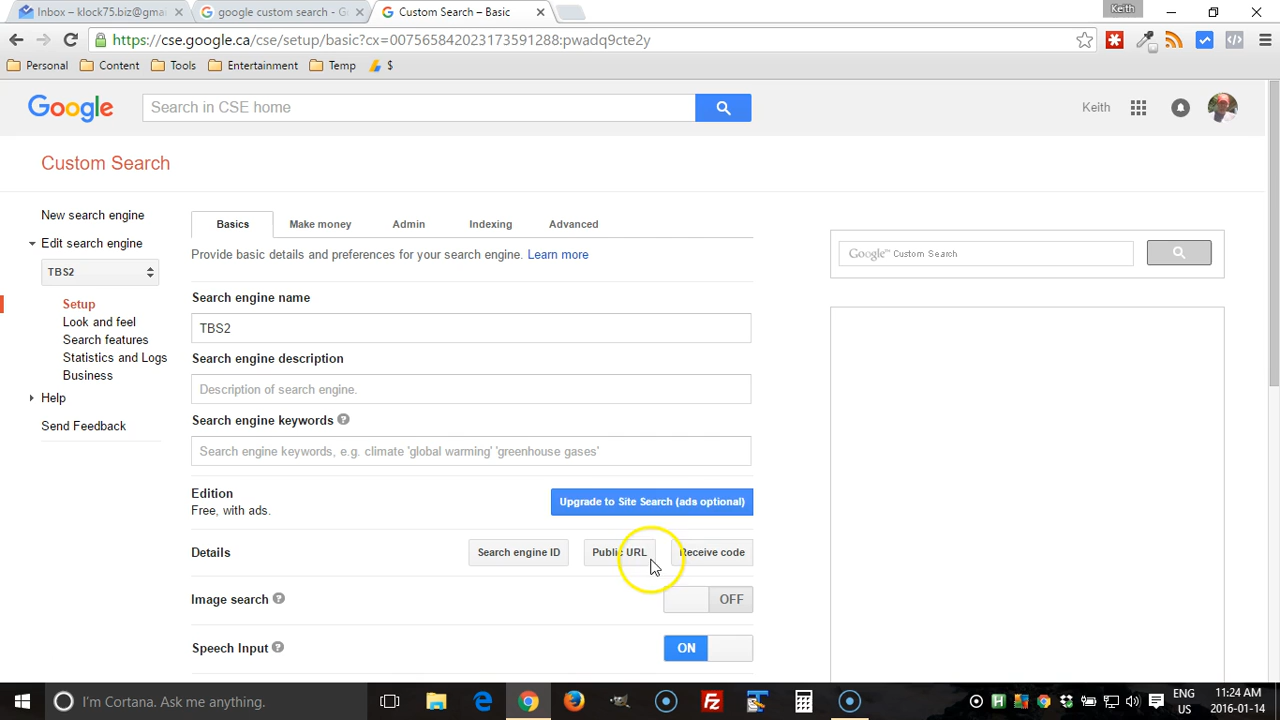 Inbox – klock75.biz@gma
google custom search - G
Custom Search – Basic
Keith
https://cse.google.ca/cse/setup/basic?cx=007565842023173591288:pwadq9cte2y
Personal
Content
Tools
Entertainment
Temp
$
Google
Search in CSE home
Keith
Custom Search
New search engine
Edit search engine
TBS2
Setup
Look and feel
Search features
Statistics and Logs
Business
Help
Send Feedback
Basics
Make money
Admin
Indexing
Advanced
Provide basic details and preferences for your search engine. Learn more
Search engine name
TBS2
Search engine description
Description of search engine.
Search engine keywords ?
Search engine keywords, e.g. climate 'global warming' 'greenhouse gases'
Edition
Free, with ads.
Upgrade to Site Search (ads optional)
Details
Search engine ID
Public URL
Receive code
Image search ?
OFF
Speech Input ?
ON
Google™ Custom Search
I'm Cortana. Ask me anything.
ENG
US
11:24 AM
2016-01-14